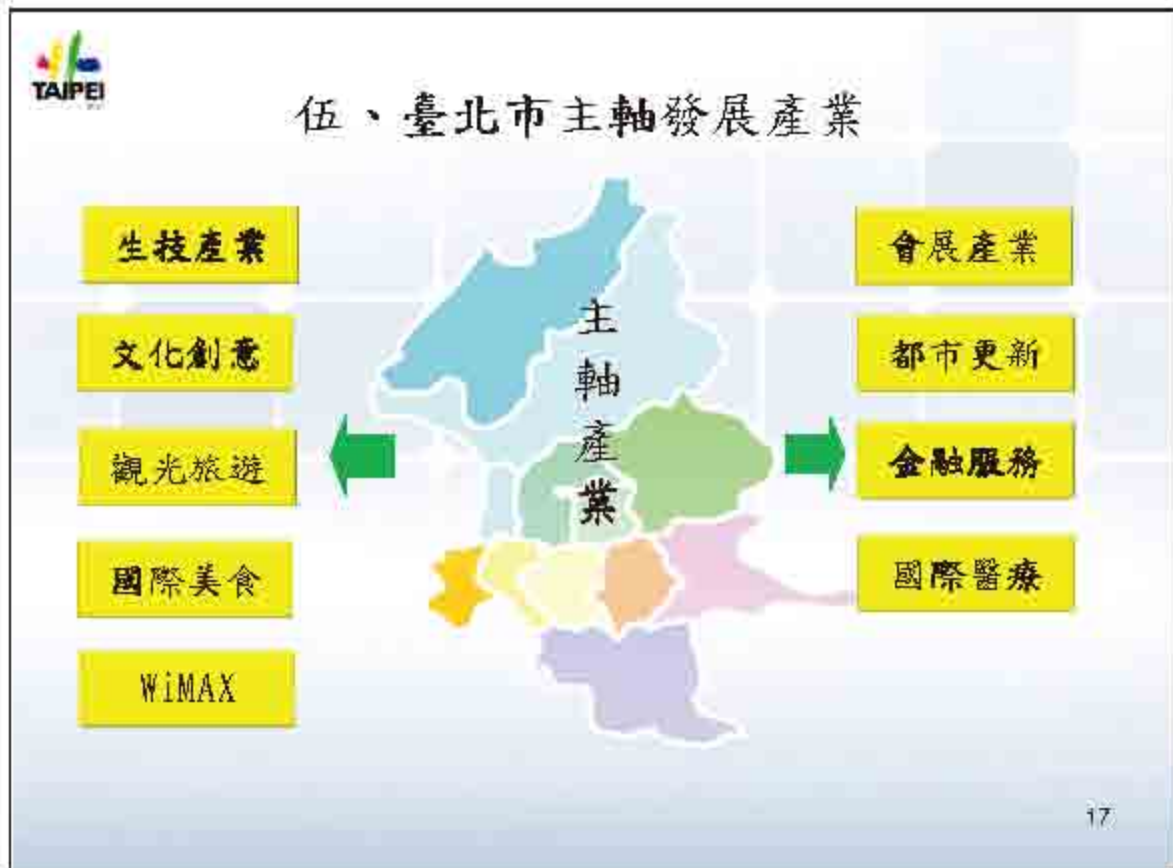 TAIPEI
伍、臺北市主軸發展產業
生技產業
文化創意
觀光旅遊
國際美食
WiMAX
主軸產業
會展產業
都市更新
金融服務
國際醫療
17